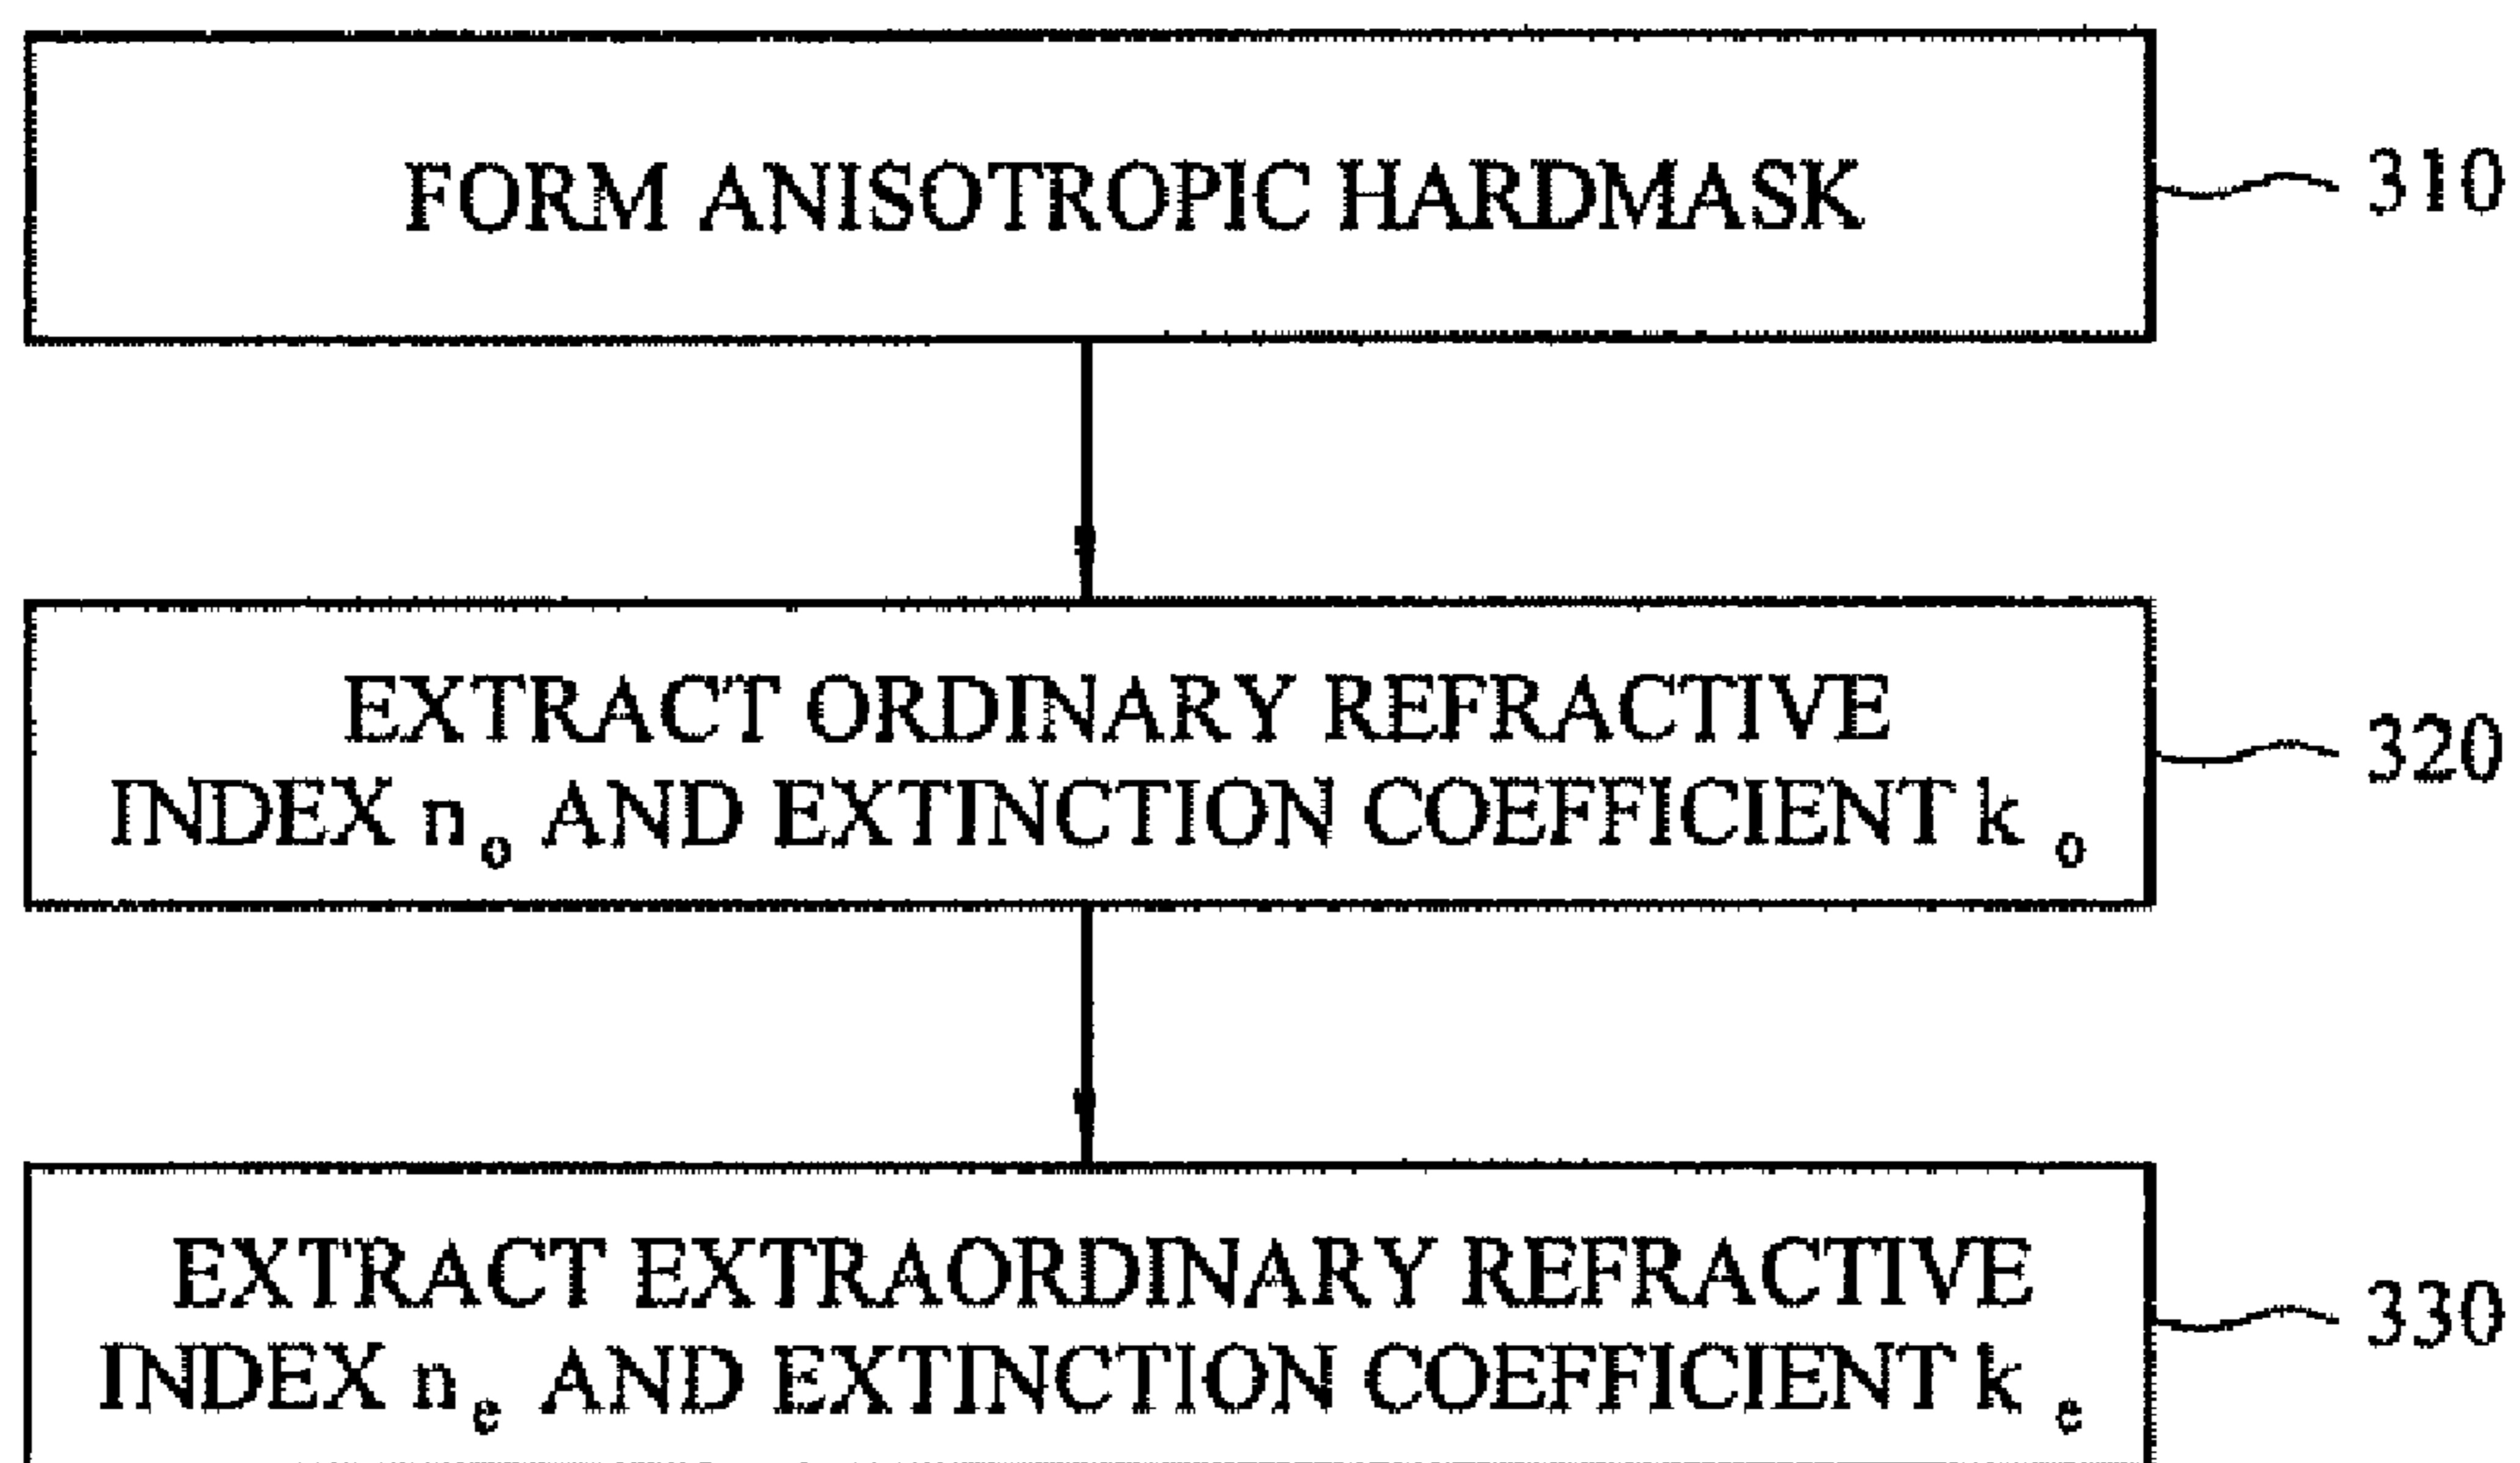 FORM ANISOTROPIC HARDMASK
310
EXTRACT ORDINARY REFRACTIVE
INDEX nₒ AND EXTINCTION COEFFICIENT kₒ
320
EXTRACT EXTRAORDINARY REFRACTIVE
INDEX nₑ AND EXTINCTION COEFFICIENT kₑ
330